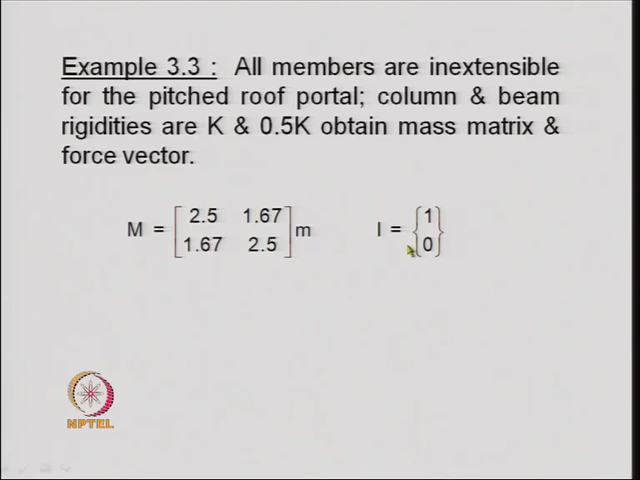 Example 3.3 : All members are inextensible
for the pitched roof portal; column & beam
rigidities are K & 0.5K obtain mass matrix &
force vector.
M = [2.5 1.67
1.67 2.5] m I = {1
0}
NPTEL